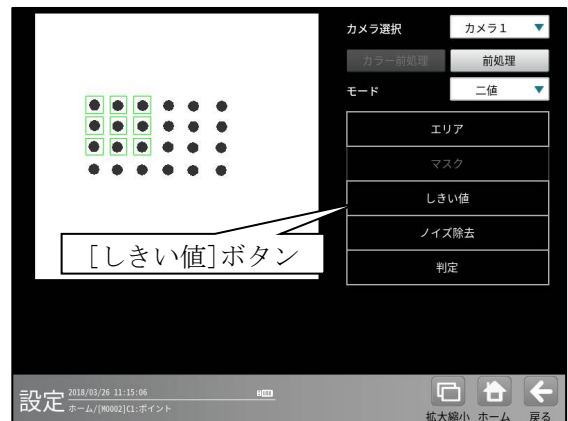 カメラ選択 カメラ1
カラー前処理 前処理
モード 二値
エリア
マスク
しきい値
ノイズ除去
判定
[しきい値]ボタン
設定 2018/03/26 11:15:06
ホーム/[M0002]C1:ポイント
拡大縮小 ホーム 戻る